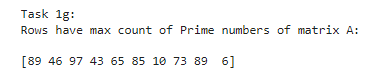 Task 1g:
Rows have max count of Prime numbers of matrix A:
[89 46 97 43 65 85 10 73 89  6]